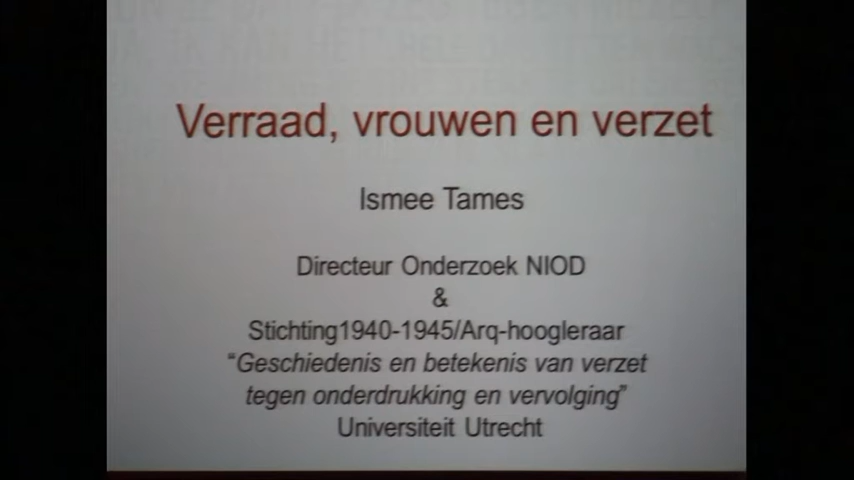 Verraad, vrouwen en verzet
Ismee Tames
Directeur Onderzoek NIOD
&
Stichting1940-1945/Arq-hoogleraar
“Geschiedenis en betekenis van verzet
tegen onderdrukking en vervolging”
Universiteit Utrecht